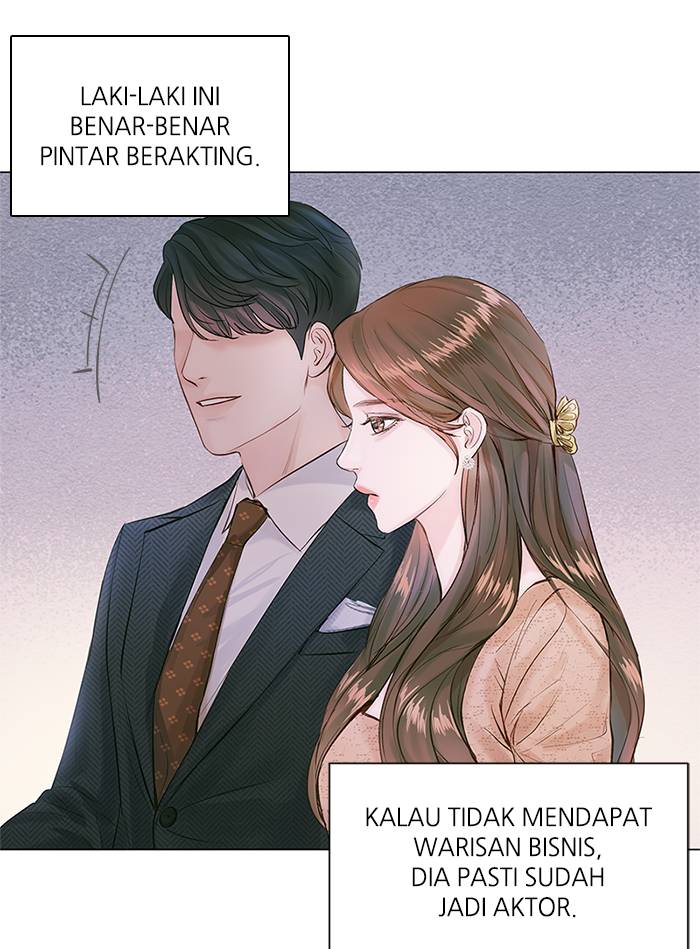 LAKI-LAKI INI
BENAR-BENAR
PINTAR BERAKTING.
KALAU TIDAK MENDAPAT
WARISAN BISNIS,
DIA PASTI SUDAH
JADI AKTOR.